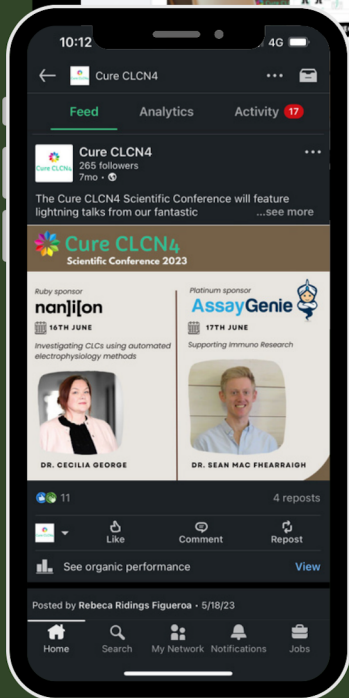 10:12
4G
Cure CLCN4
Feed
Analytics
Activity 17
Cure CLCN4
Cure CLCN4
265 followers
7mo •
The Cure CLCN4 Scientific Conference will feature
lightning talks from our fantastic ...see more
Cure CLCN4
Scientific Conference 2023
Ruby sponsor
nan]i[on
16TH JUNE
Investigating CLCs using automated
electrophysiology methods
DR. CECILIA GEORGE
Platinum sponsor
AssayGenie
17TH JUNE
Supporting Immuno Research
DR. SEAN MAC FHEARRAIGH
11
4 reposts
Like
Comment
Repost
See organic performance
View
Posted by Rebeca Ridings Figueroa • 5/18/23
Home
Search
My Network
Notifications
Jobs